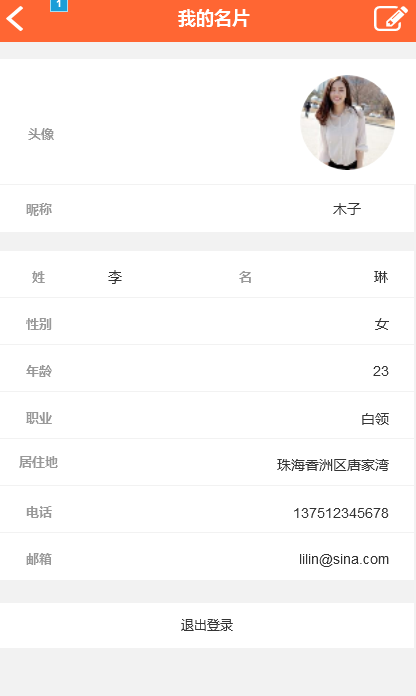 1
我的名片
头像
昵称 木子
姓 李 名 琳
性别 女
年龄 23
职业 白领
居住地 珠海香洲区唐家湾
电话 137512345678
邮箱 lilin@sina.com
退出登录